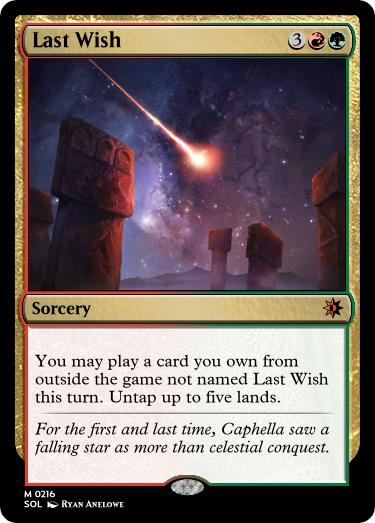 Last Wish 3
Sorcery
You may play a card you own from
outside the game not named Last Wish
this turn. Untap up to five lands.
For the first and last time, Caphella saw a
falling star as more than celestial conquest.
M 0216
SOL Ryan Anelowe